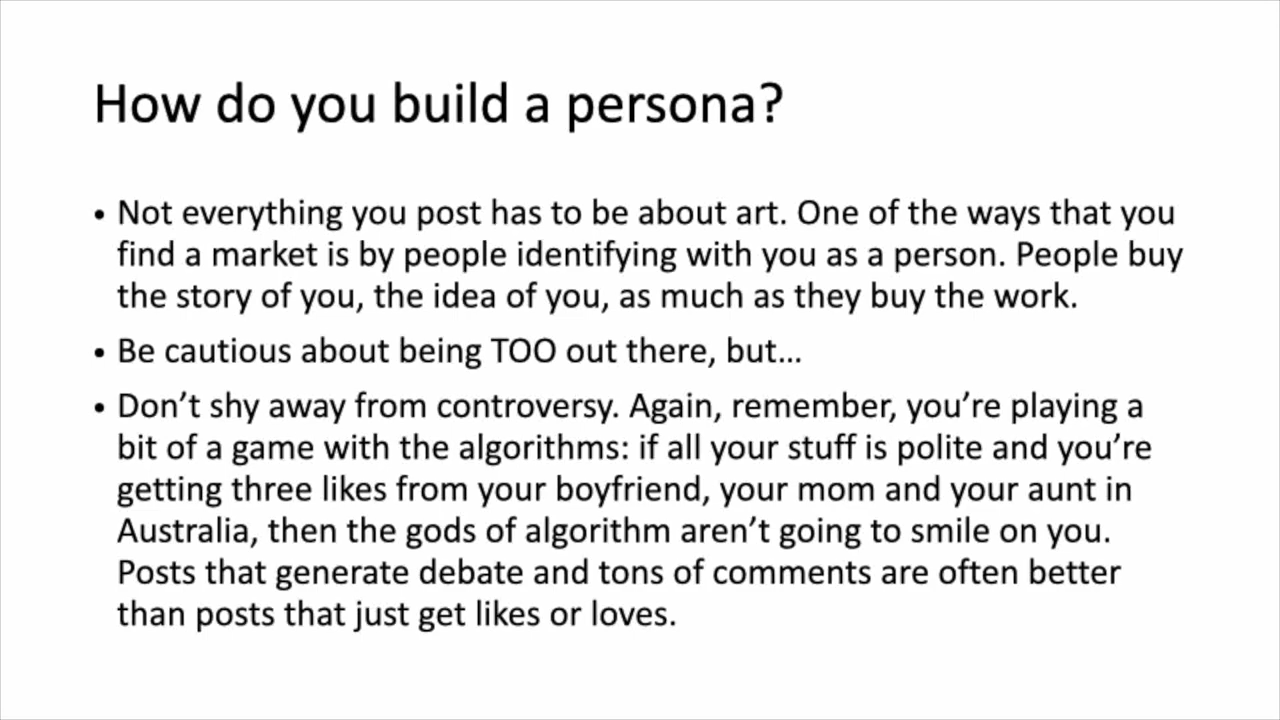 How do you build a persona?
• Not everything you post has to be about art. One of the ways that you
find a market is by people identifying with you as a person. People buy
the story of you, the idea of you, as much as they buy the work.
• Be cautious about being TOO out there, but…
• Don’t shy away from controversy. Again, remember, you’re playing a
bit of a game with the algorithms: if all your stuff is polite and you’re
getting three likes from your boyfriend, your mom and your aunt in
Australia, then the gods of algorithm aren’t going to smile on you.
Posts that generate debate and tons of comments are often better
than posts that just get likes or loves.